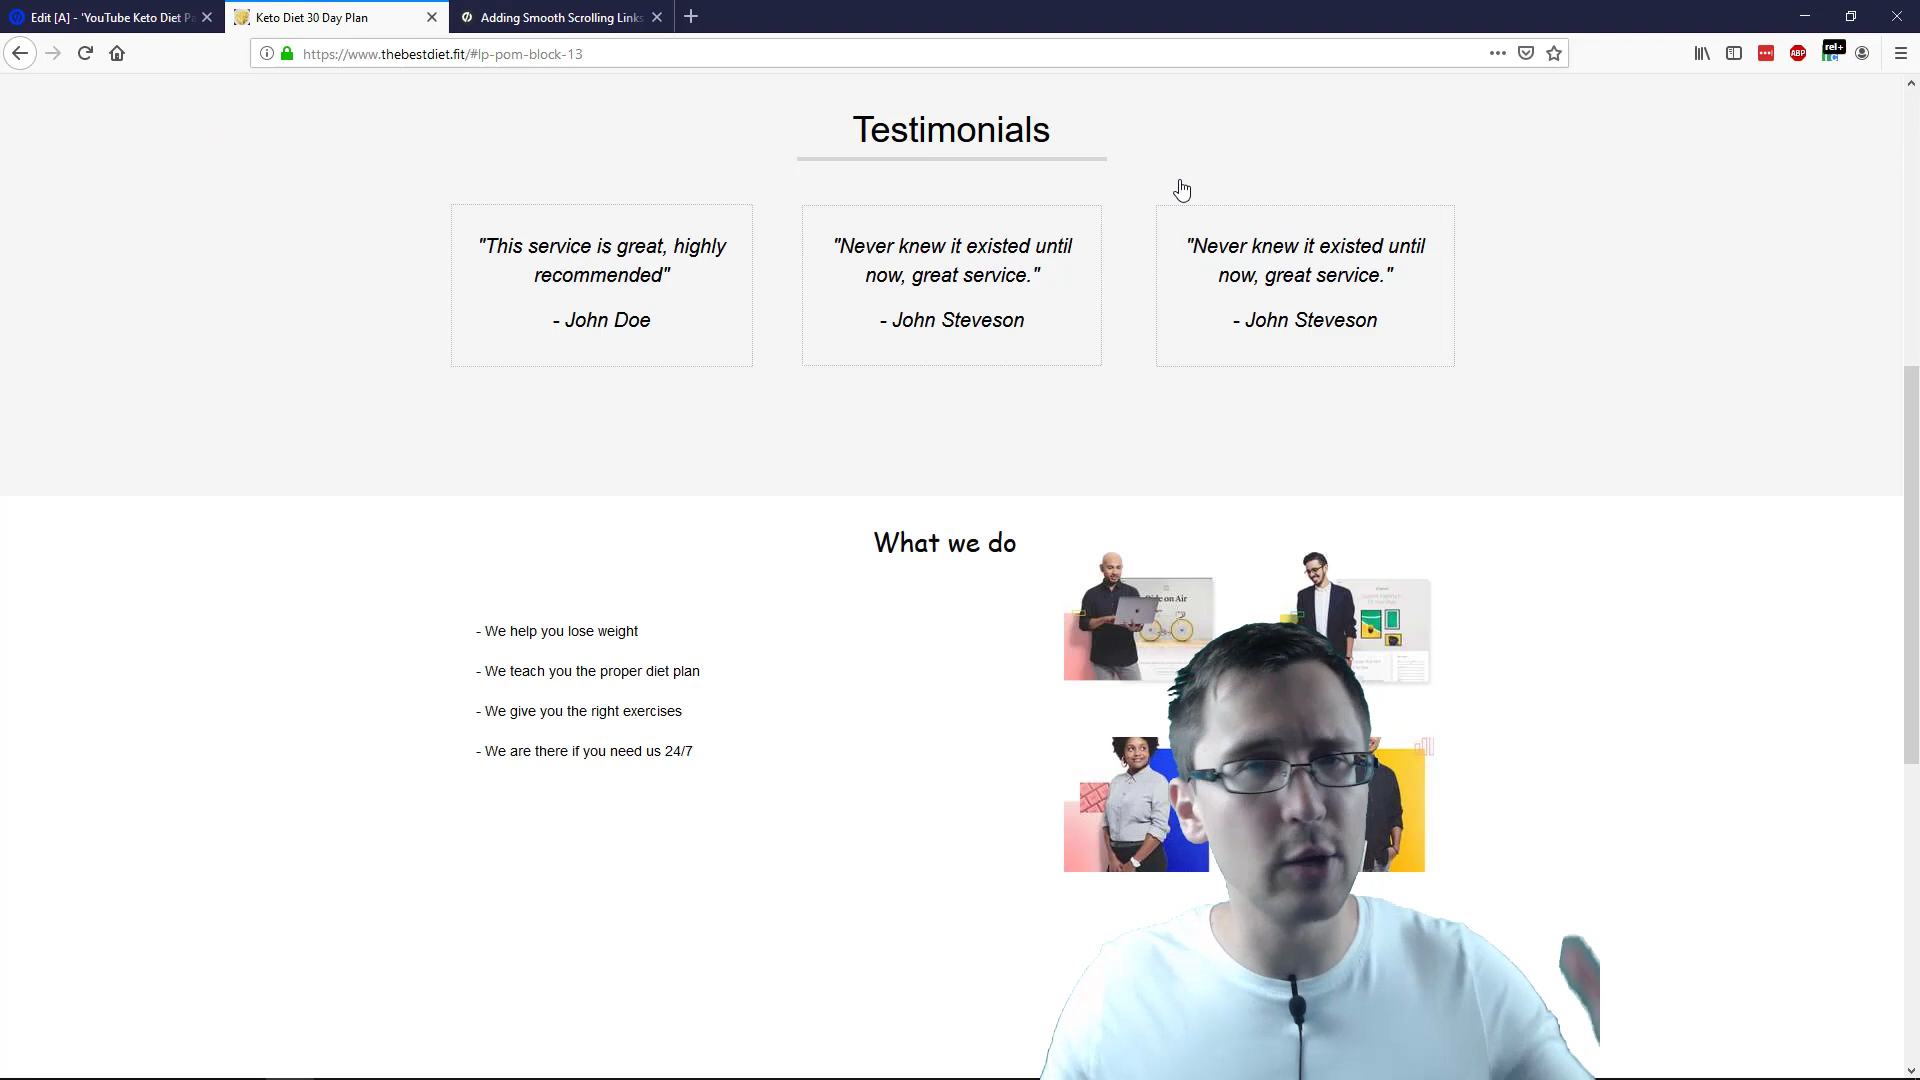 Edit [A] - 'YouTube Keto Diet Pa
Keto Diet 30 Day Plan
Adding Smooth Scrolling Links
https://www.thebestdiet.fit/#lp-pom-block-13
ABP
rel+
Testimonials
"This service is great, highly
recommended"
- John Doe
"Never knew it existed until
now, great service."
- John Steveson
"Never knew it existed until
now, great service."
- John Steveson
What we do
- We help you lose weight
- We teach you the proper diet plan
- We give you the right exercises
- We are there if you need us 24/7